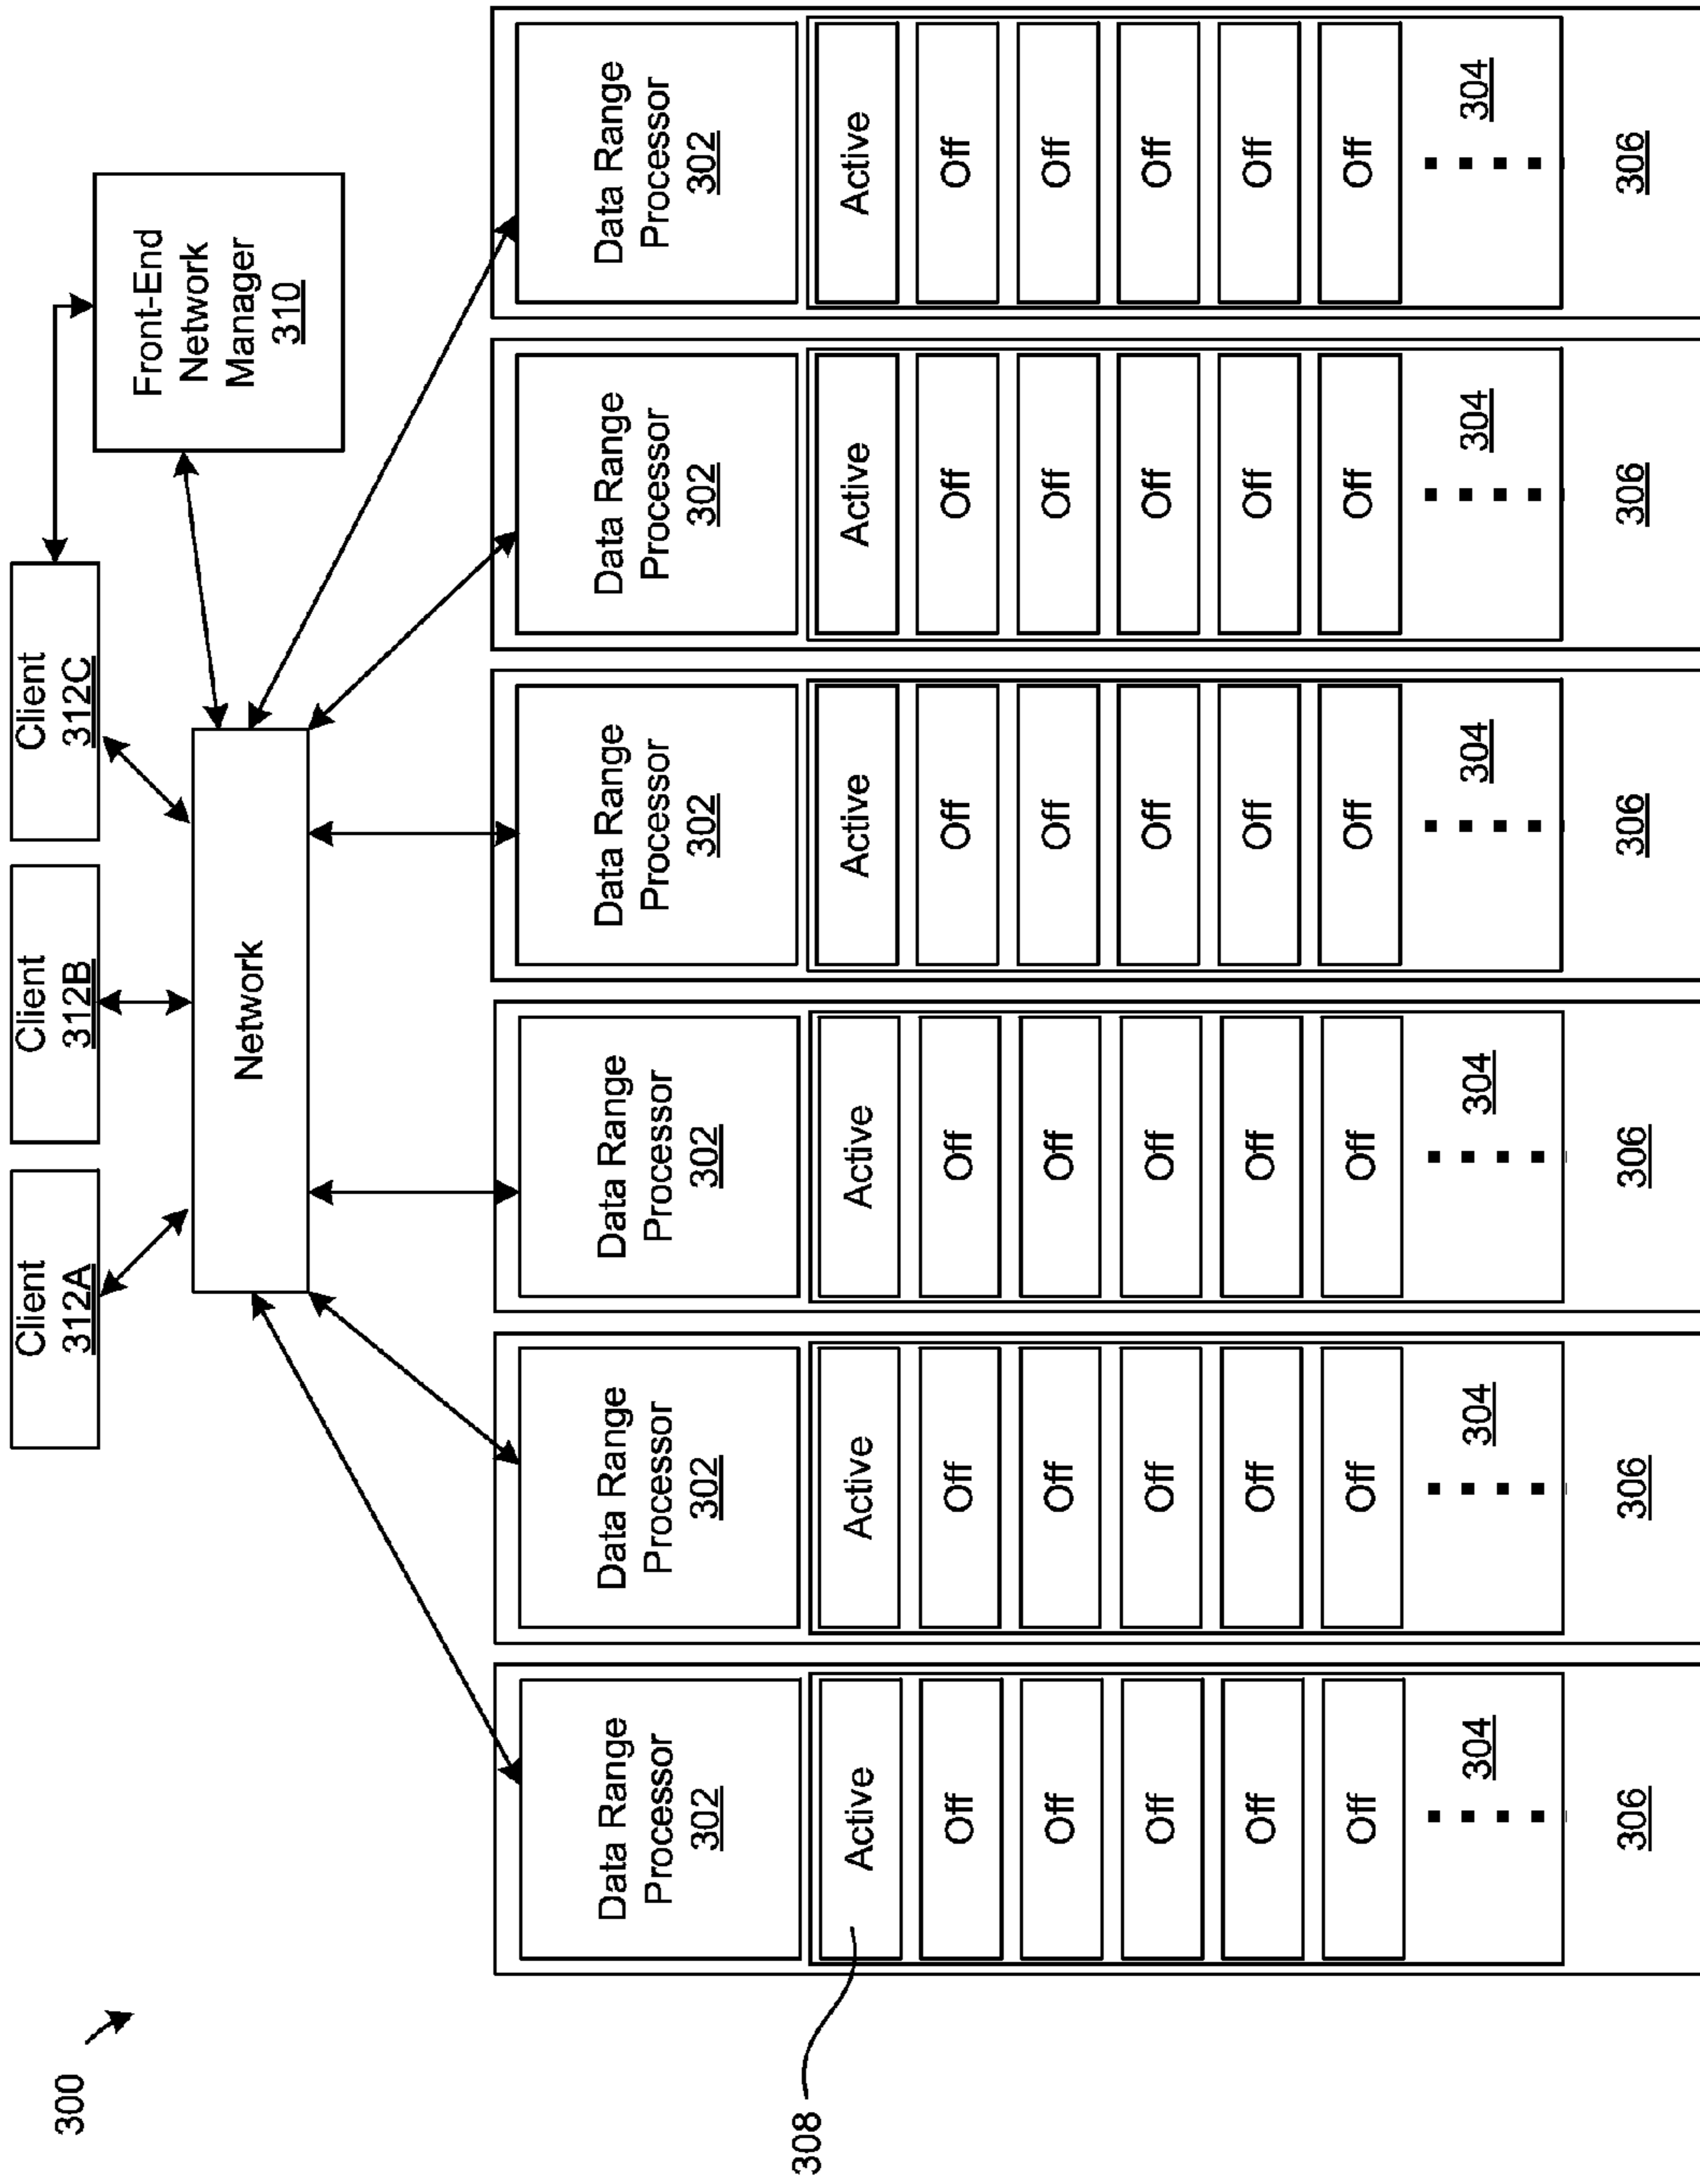 300
Client
312A
Client
312B
Client
312C
Network
Front-End
Network
Manager
310
Data Range
Processor
302
Active
Off
Off
Off
Off
Off
304
306
Data Range
Processor
302
Active
Off
Off
Off
Off
Off
304
306
Data Range
Processor
302
Active
Off
Off
Off
Off
Off
304
306
Data Range
Processor
302
Active
Off
Off
Off
Off
Off
304
306
Data Range
Processor
302
Active
Off
Off
Off
Off
Off
304
306
Data Range
Processor
302
Active
Off
Off
Off
Off
Off
304
306
308